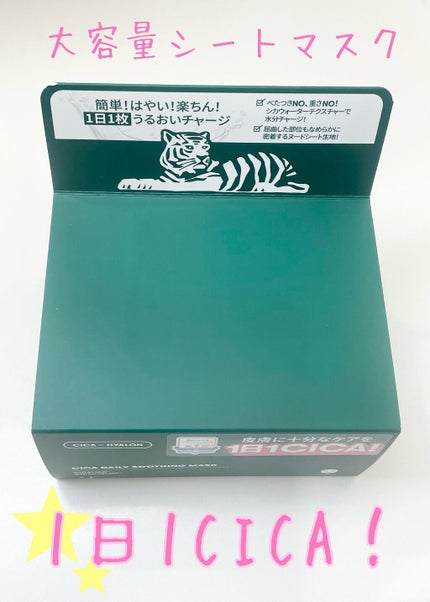 大容量シートマスク
簡単!はやい!楽ちん!
1日1枚うるおいチャージ
べたつきNO、重さNO!
シカウォーターテクスチャーで
水分チャージ!
屈曲した部位もなめらかに
密着するヌードシート生地!
CICA HYALON
皮膚に十分なケアを
1日1CICA!
CICA DAILY SOOTHING MASK
1日1CICA!